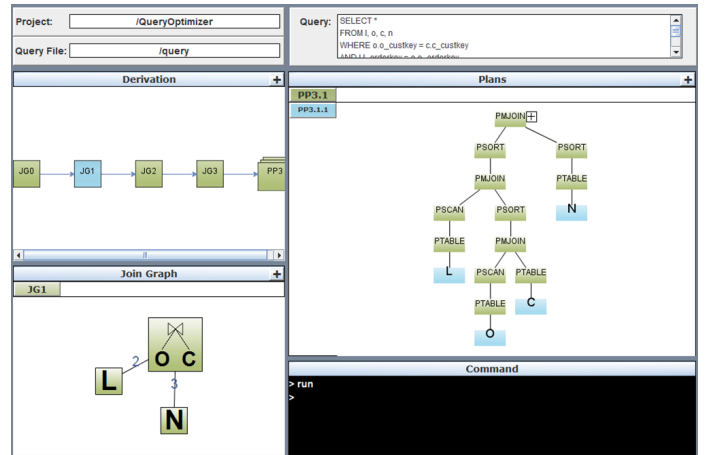 Project: /QueryOptimizer
Query File: /query
Query: SELECT *
FROM l, o, c, n
WHERE o.o_custkey = c.c_custkey
Derivation +
JG0 JG1 JG2 JG3 PP3
Join Graph +
JG1
O C
L 2
3
N
Plans +
PP3.1
PP3.1.1
PMJOIN +
PSORT PSORT
PMJOIN PTABLE
PSCAN PSORT N
PTABLE PMJOIN
L PSCAN PTABLE
PTABLE C
O
Command
> run
>